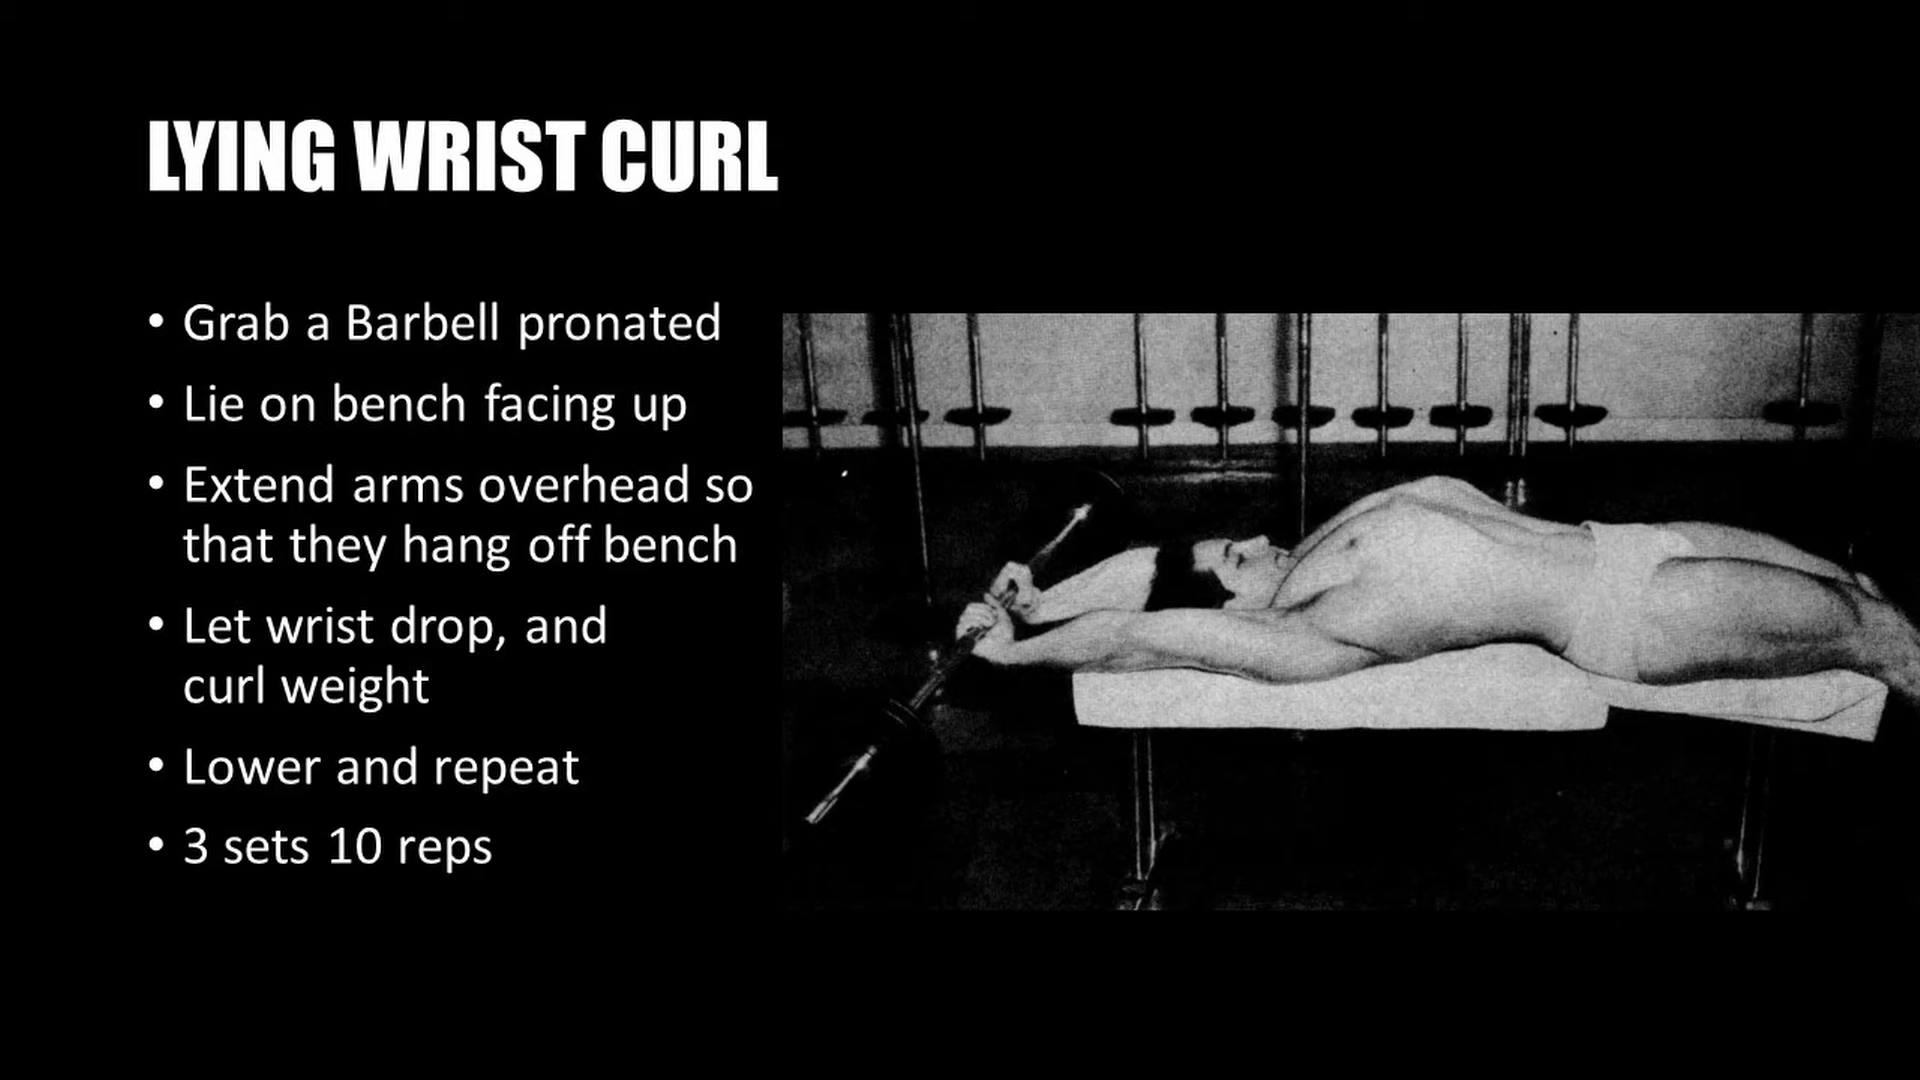 LYING WRIST CURL
• Grab a Barbell pronated
• Lie on bench facing up
• Extend arms overhead so
that they hang off bench
• Let wrist drop, and
curl weight
• Lower and repeat
• 3 sets 10 reps